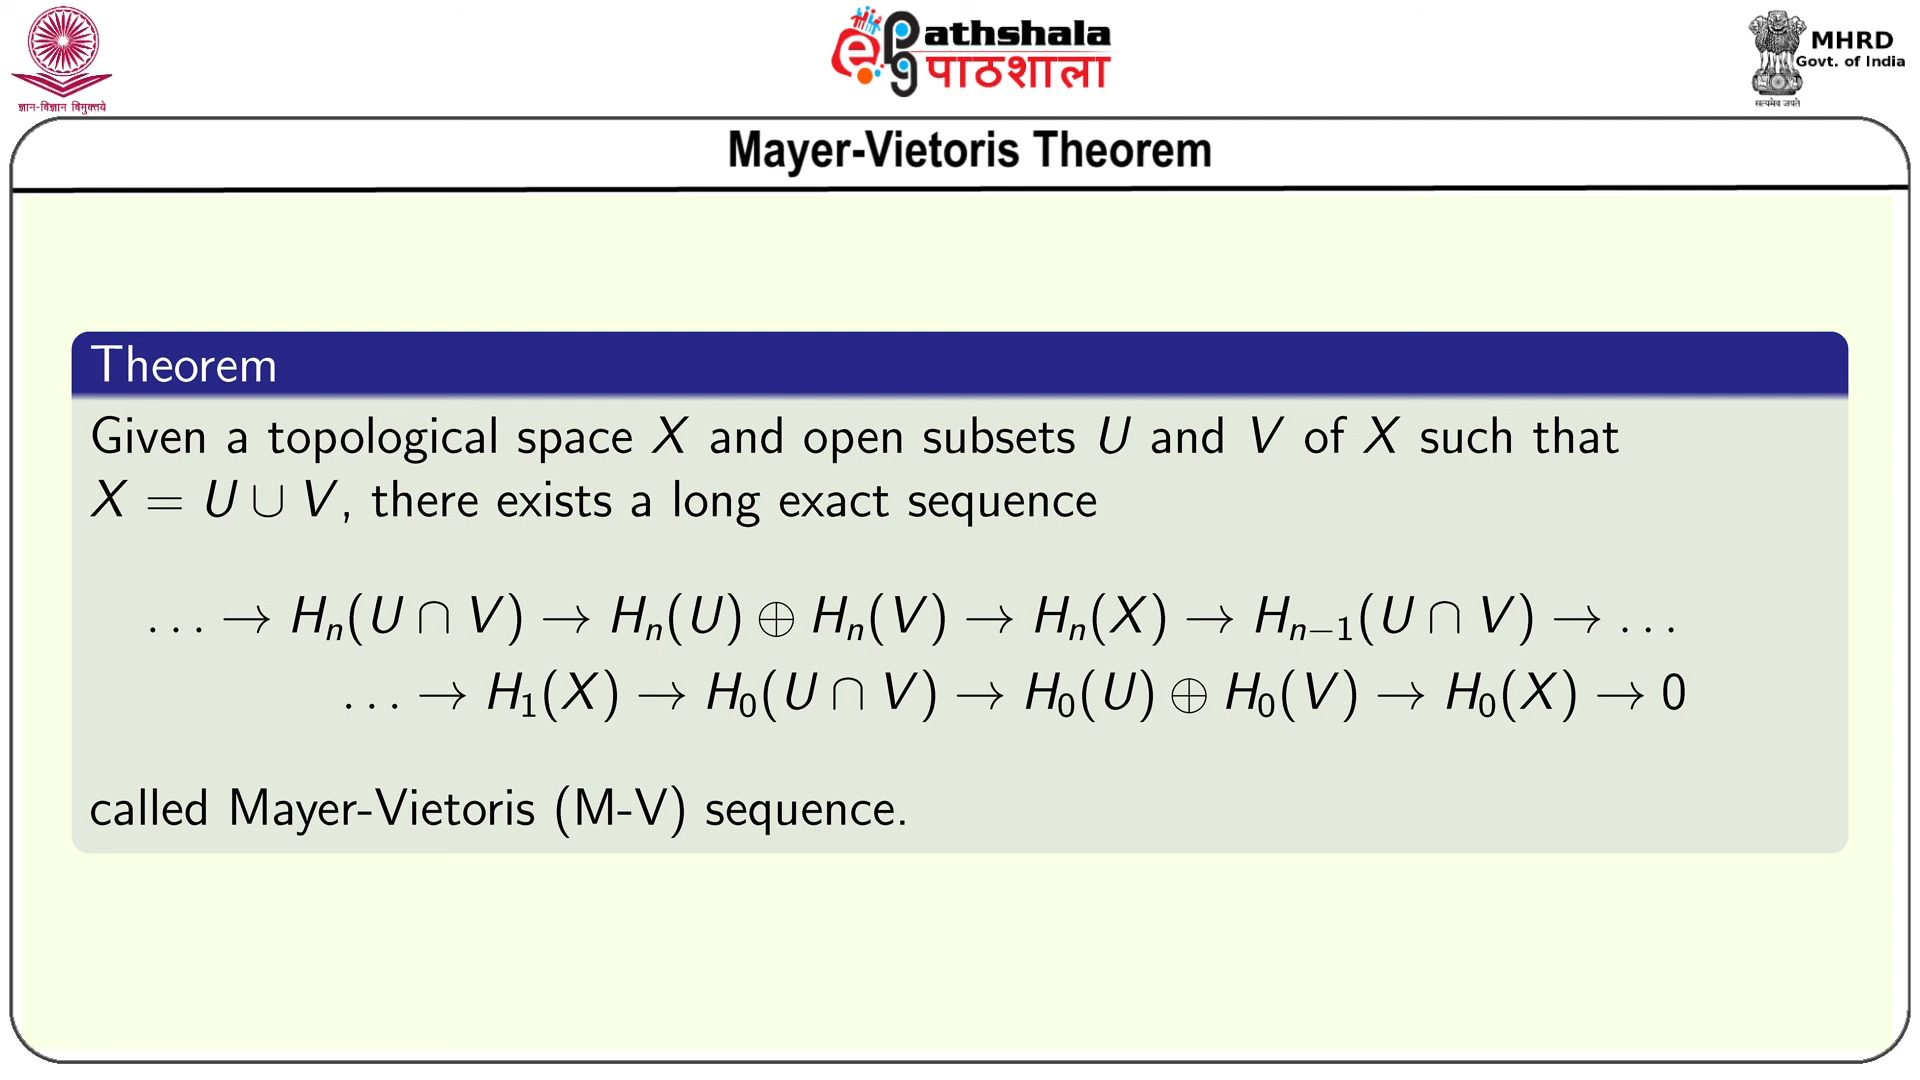 ज्ञान-विज्ञान विमुक्तये
ePG Pathshala
पाठशाला
MHRD
Govt. of India
सत्यमेव जयते
Mayer-Vietoris Theorem
Theorem
Given a topological space X and open subsets U and V of X such that
X = U ∪ V, there exists a long exact sequence
... → Hₙ(U ∩ V) → Hₙ(U) ⊕ Hₙ(V) → Hₙ(X) → Hₙ₋₁(U ∩ V) → ...
... → H₁(X) → H₀(U ∩ V) → H₀(U) ⊕ H₀(V) → H₀(X) → 0
called Mayer-Vietoris (M-V) sequence.